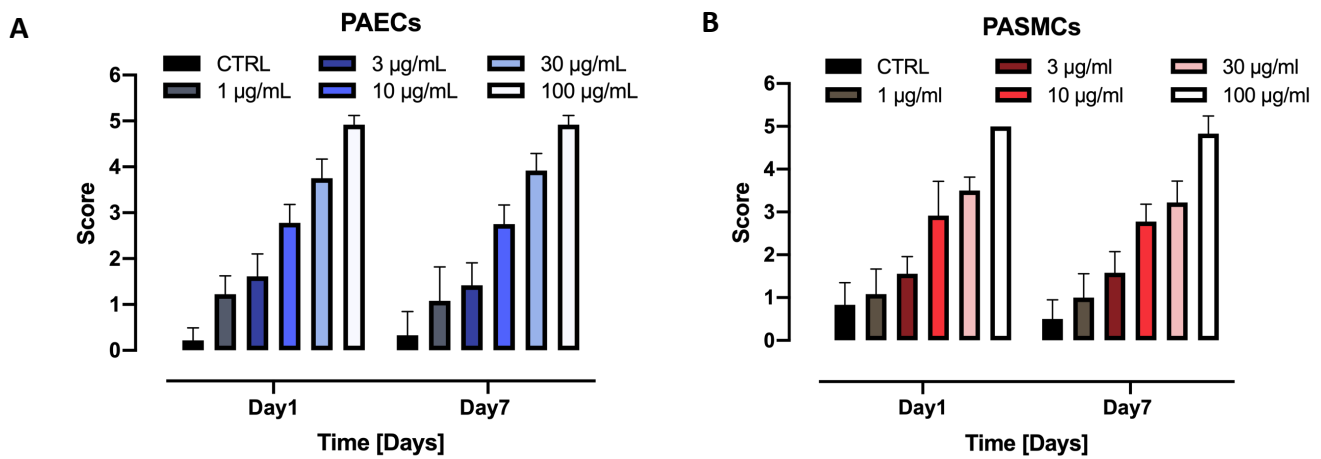 A
PAECs
CTRL 3 µg/mL 30 µg/mL
1 µg/mL 10 µg/mL 100 µg/mL
6
5
4
3
2
1
0
Score
Day1 Day7
Time [Days]
B
PASMCs
CTRL 3 µg/ml 30 µg/ml
1 µg/ml 10 µg/ml 100 µg/ml
6
5
4
3
2
1
0
Score
Day1 Day7
Time [Days]